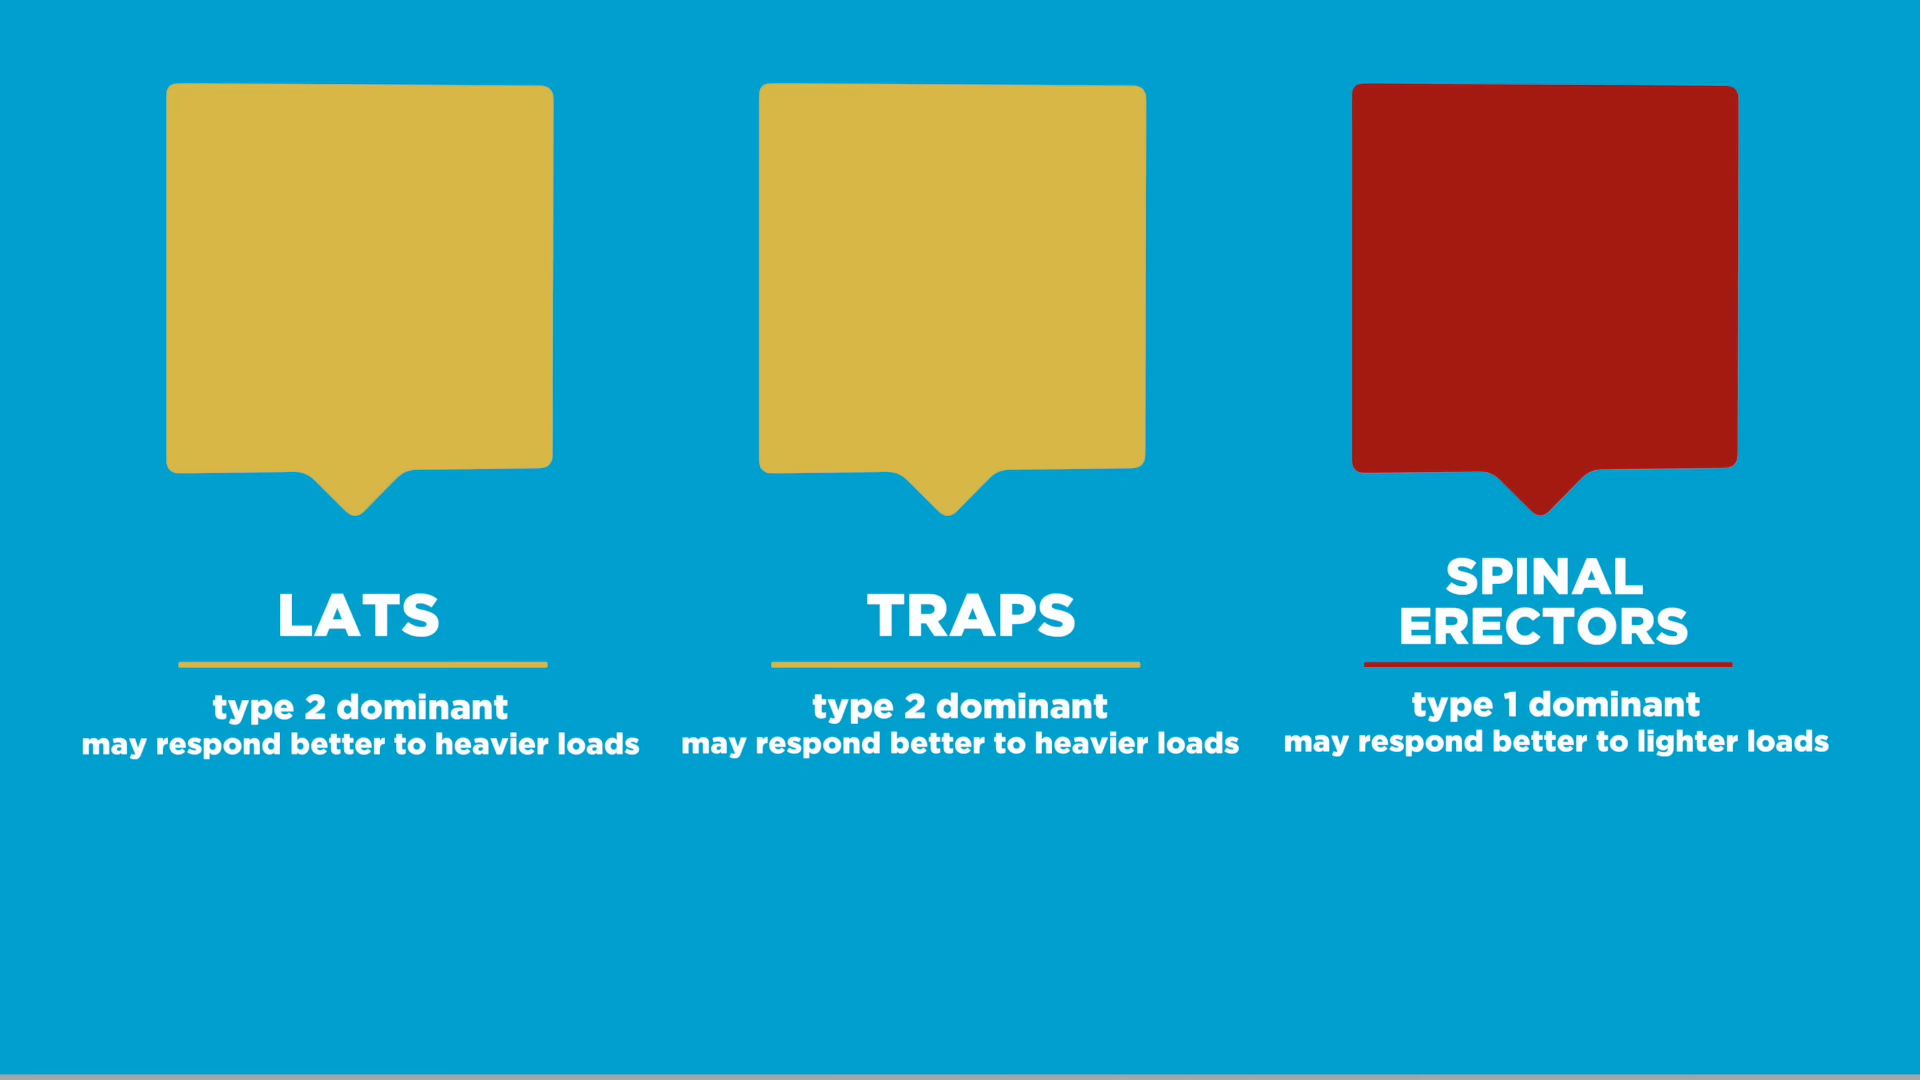 LATS
type 2 dominant
may respond better to heavier loads
TRAPS
type 2 dominant
may respond better to heavier loads
SPINAL
ERECTORS
type 1 dominant
may respond better to lighter loads